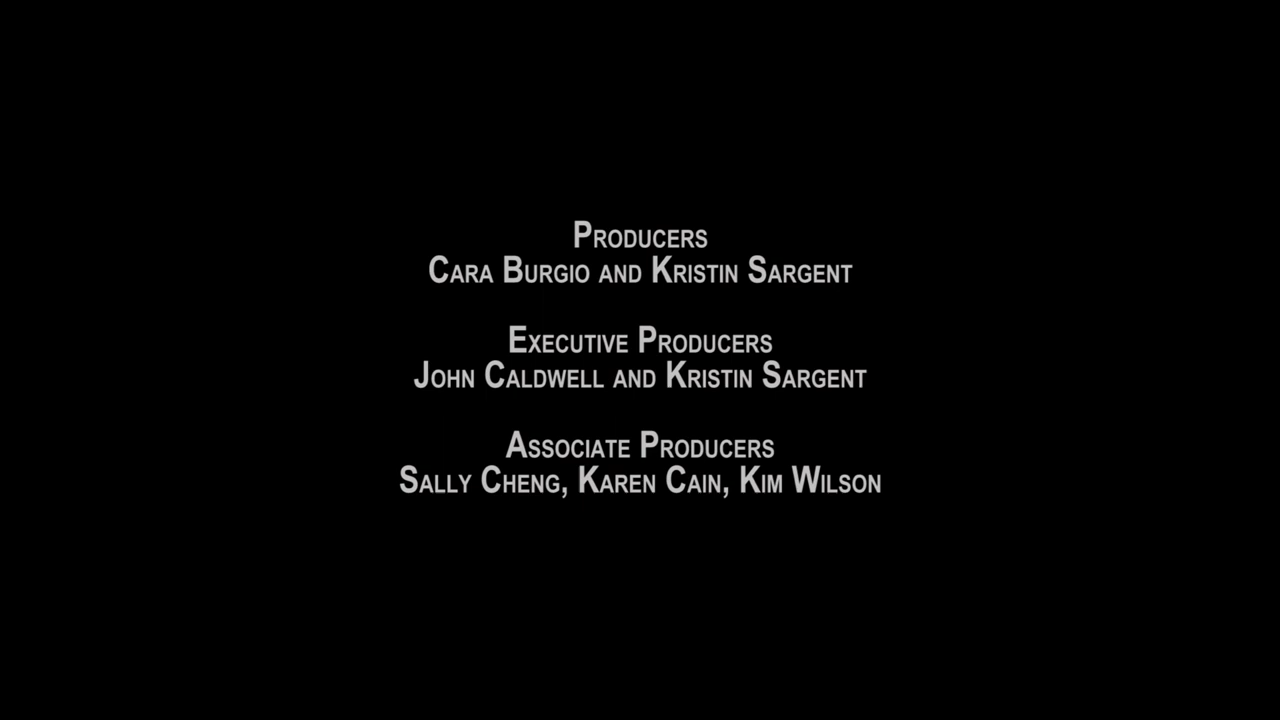 Producers
Cara Burgio and Kristin Sargent
Executive Producers
John Caldwell and Kristin Sargent
Associate Producers
Sally Cheng, Karen Cain, Kim Wilson